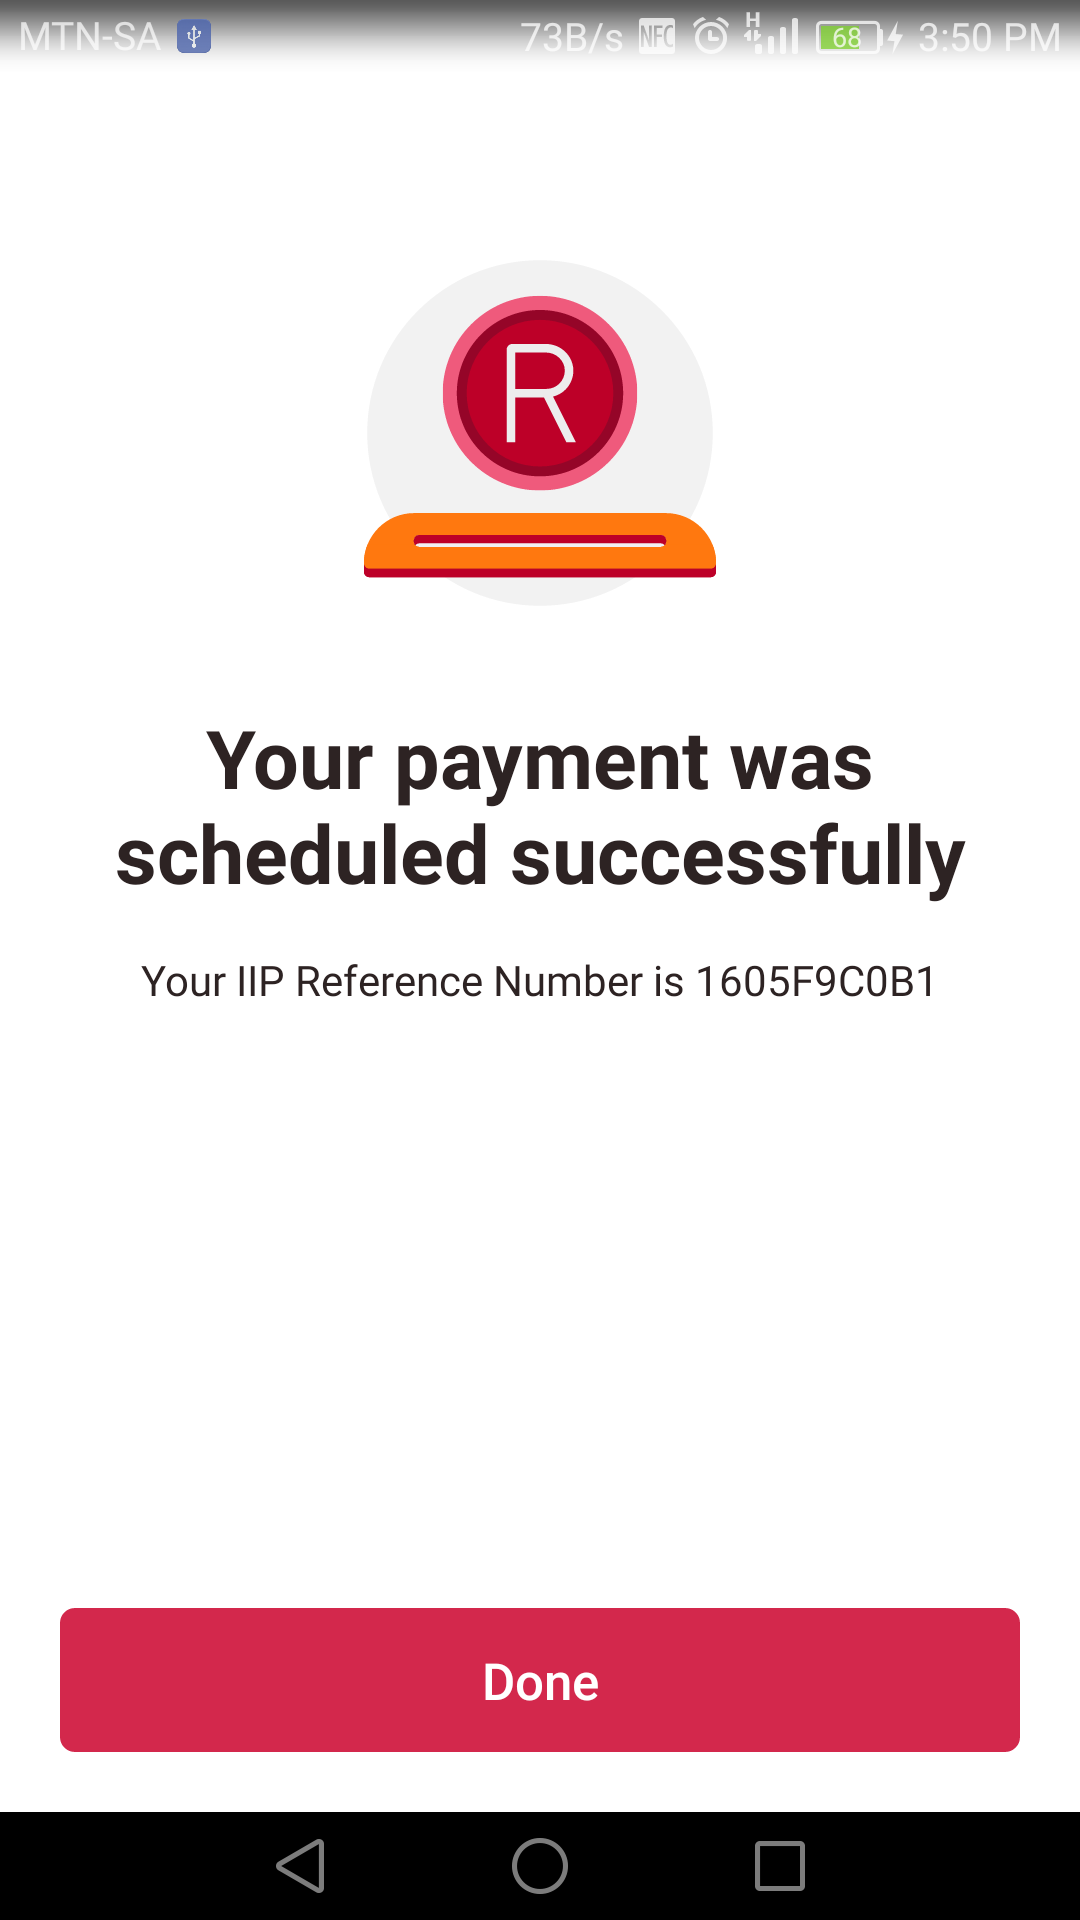 MTN-SA 73B/s NFC H 68 3:50 PM
R
Your payment was
scheduled successfully
Your IIP Reference Number is 1605F9C0B1
Done